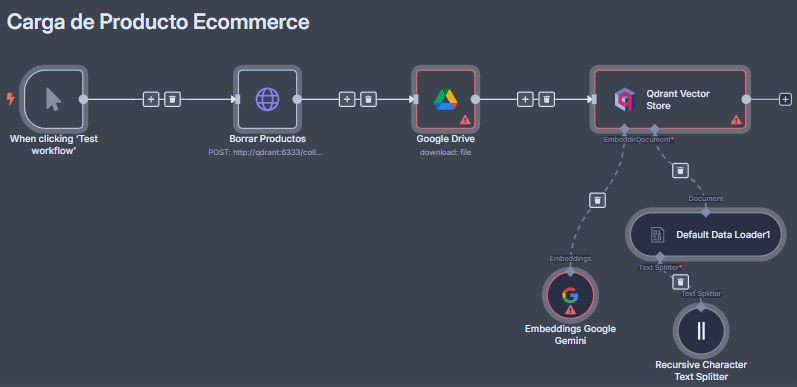 Carga de Producto Ecommerce
When clicking ‘Test
workflow’
Borrar Productos
POST: http://qdrant:6333/coll...
Google Drive
download: file
Qdrant Vector
Store
Document*
Document
Default Data Loader1
Text Splitter*
Text Splitter
Embeddings
Embeddings Google
Gemini
Recursive Character
Text Splitter